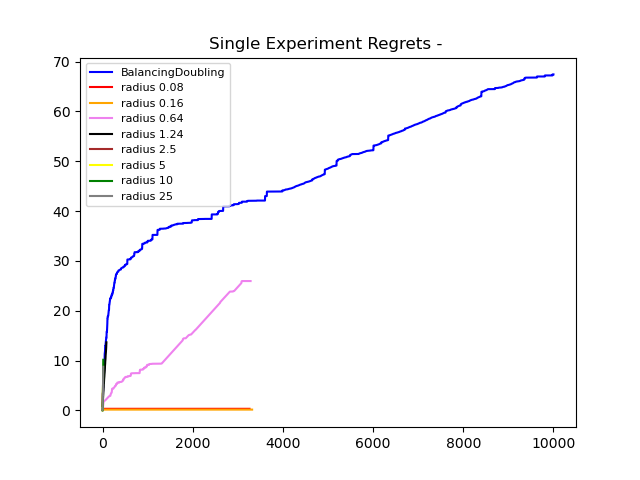 Single Experiment Regrets -
70
60
50
40
30
20
10
0
BalancingDoubling
radius 0.08
radius 0.16
radius 0.64
radius 1.24
radius 2.5
radius 5
radius 10
radius 25
0 2000 4000 6000 8000 10000